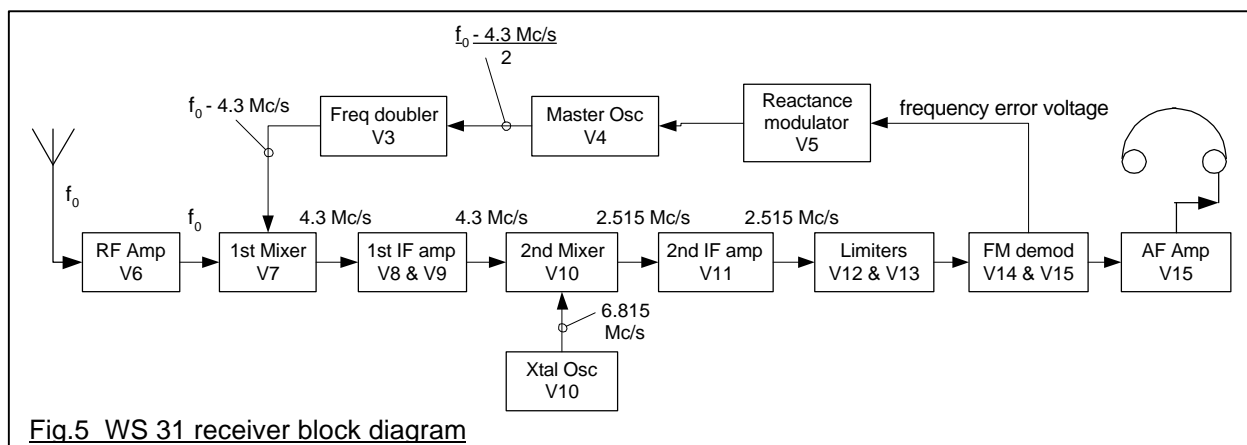 f0 - 4.3 Mc/s
2
f0 - 4.3 Mc/s
Freq doubler
V3
Master Osc
V4
Reactance
modulator
V5
frequency error voltage
f0
f0
4.3 Mc/s
4.3 Mc/s
2.515 Mc/s
2.515 Mc/s
RF Amp
V6
1st Mixer
V7
1st IF amp
V8 & V9
2nd Mixer
V10
2nd IF amp
V11
Limiters
V12 & V13
FM demod
V14 & V15
AF Amp
V15
6.815
Mc/s
Xtal Osc
V10
Fig.5 WS 31 receiver block diagram